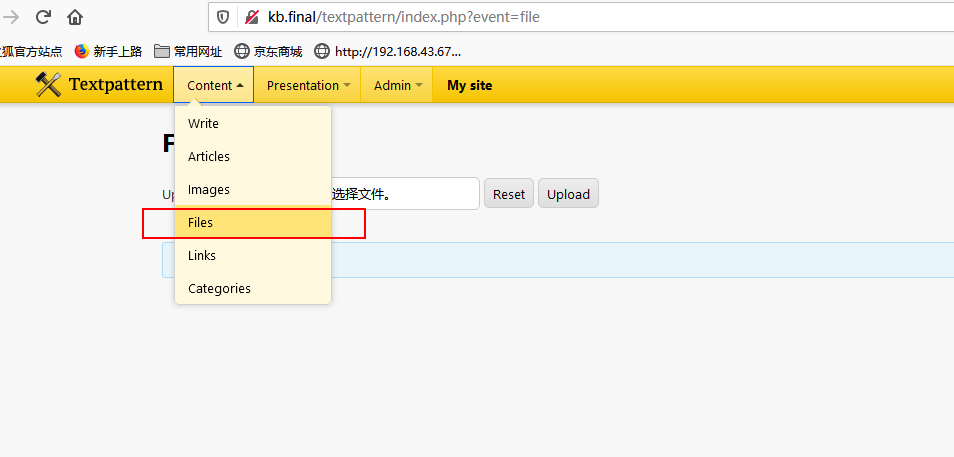 kb.final/textpattern/index.php?event=file
狐官方站点 新手上路 常用网址 京东商城 http://192.168.43.67...
Textpattern Content Presentation Admin My site
Write
Articles
Images
选择文件。 Reset Upload
Files
Links
Categories